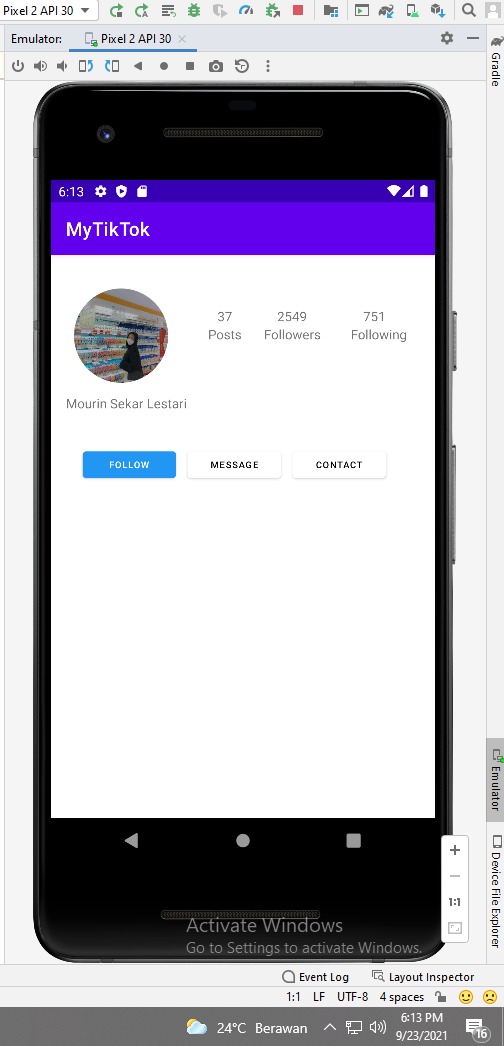 Pixel 2 API 30
Emulator: Pixel 2 API 30
Gradle
6:13
MyTikTok
37 2549 751
Posts Followers Following
Mourin Sekar Lestari
FOLLOW MESSAGE CONTACT
Emulator
Device File Explorer
1:1
Activate Windows
Go to Settings to activate Windows.
Event Log Layout Inspector
1:1 LF UTF-8 4 spaces
24°C Berawan 6:13 PM
9/23/2021
16